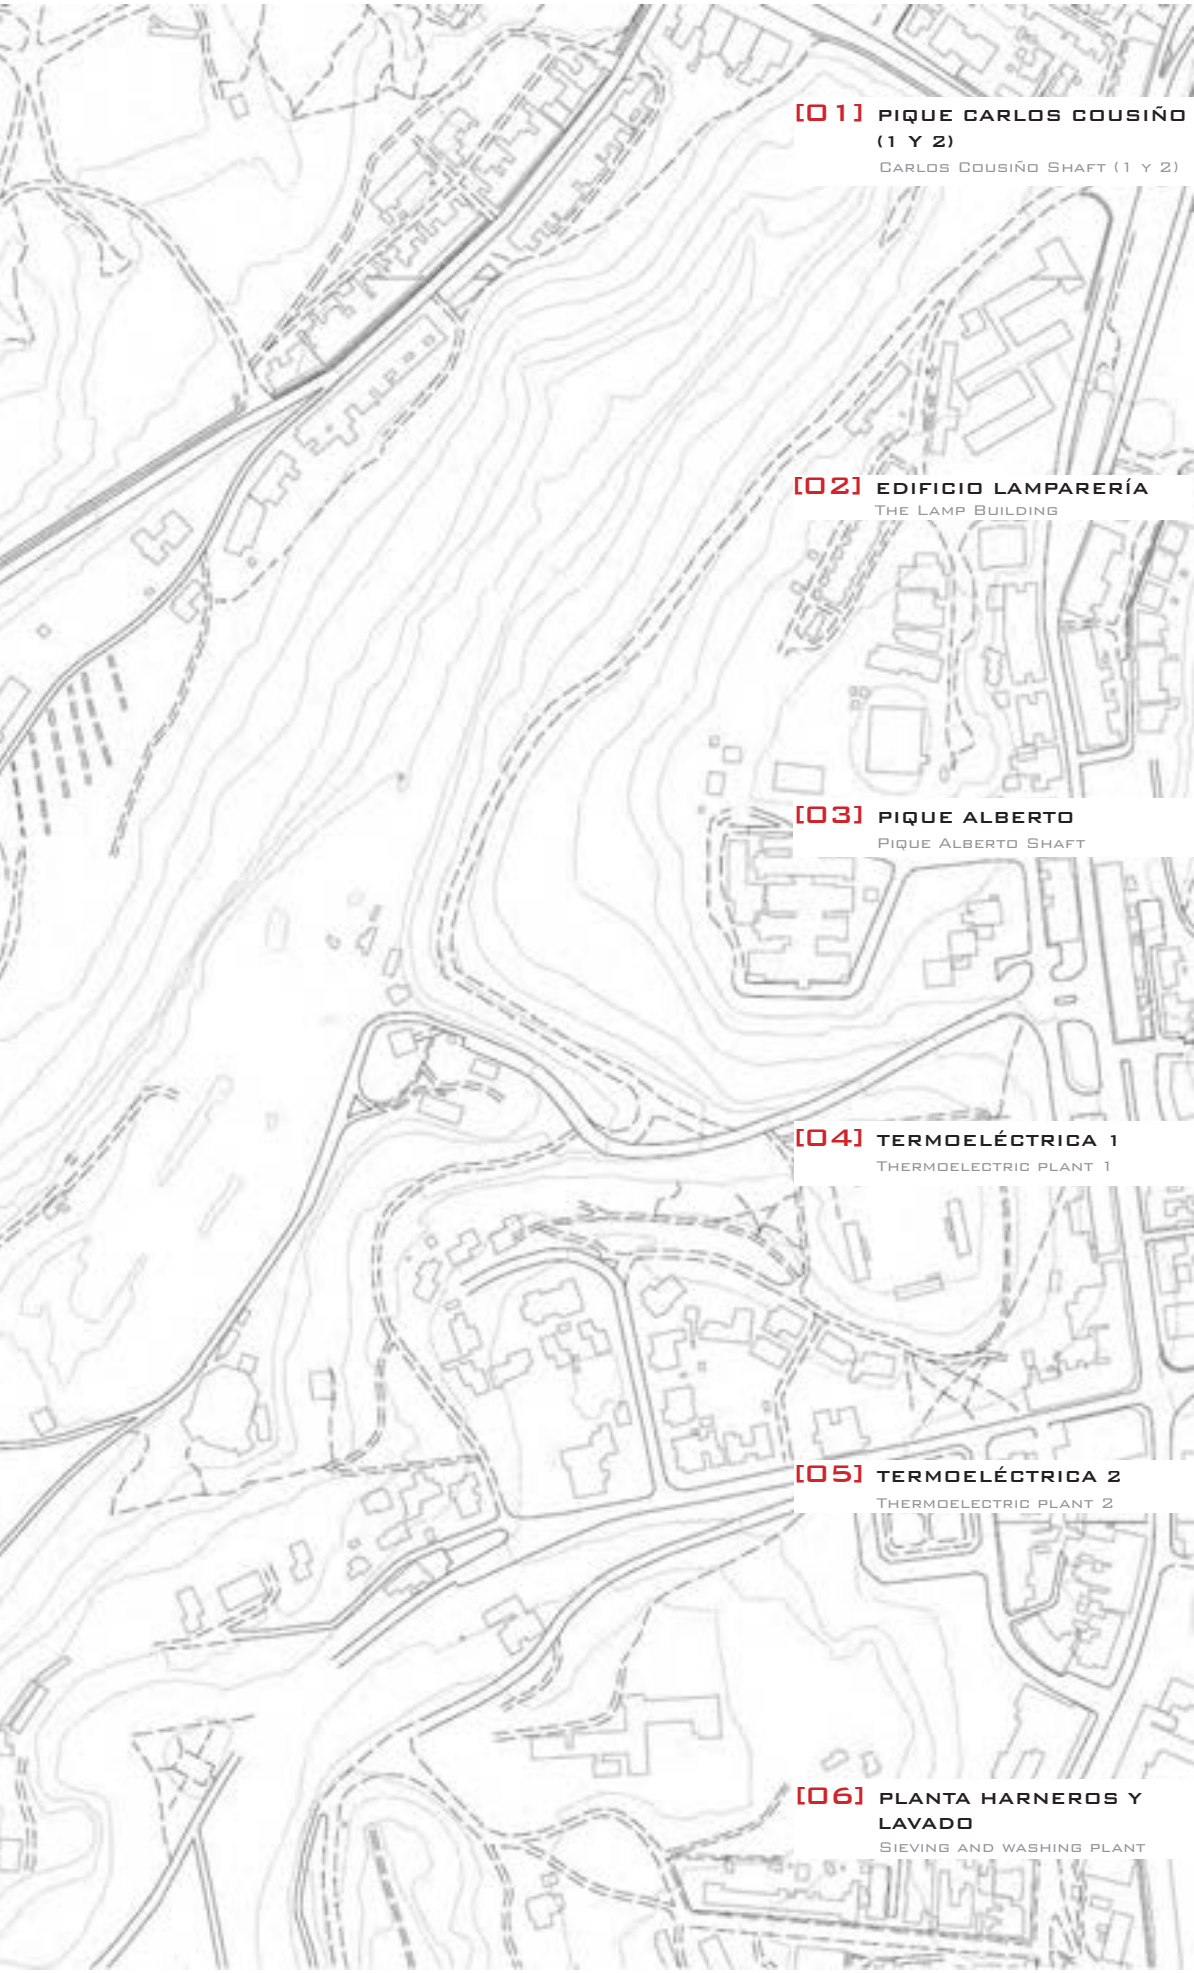 [01] PIQUE CARLOS COUSIÑO
(1 Y 2)
CARLOS COUSIÑO SHAFT (1 Y 2)
[02] EDIFICIO LAMPARERÍA
THE LAMP BUILDING
[03] PIQUE ALBERTO
PIQUE ALBERTO SHAFT
[04] TERMOELÉCTRICA 1
THERMOELECTRIC PLANT 1
[05] TERMOELÉCTRICA 2
THERMOELECTRIC PLANT 2
[06] PLANTA HARNEROS Y
LAVADO
SIEVING AND WASHING PLANT